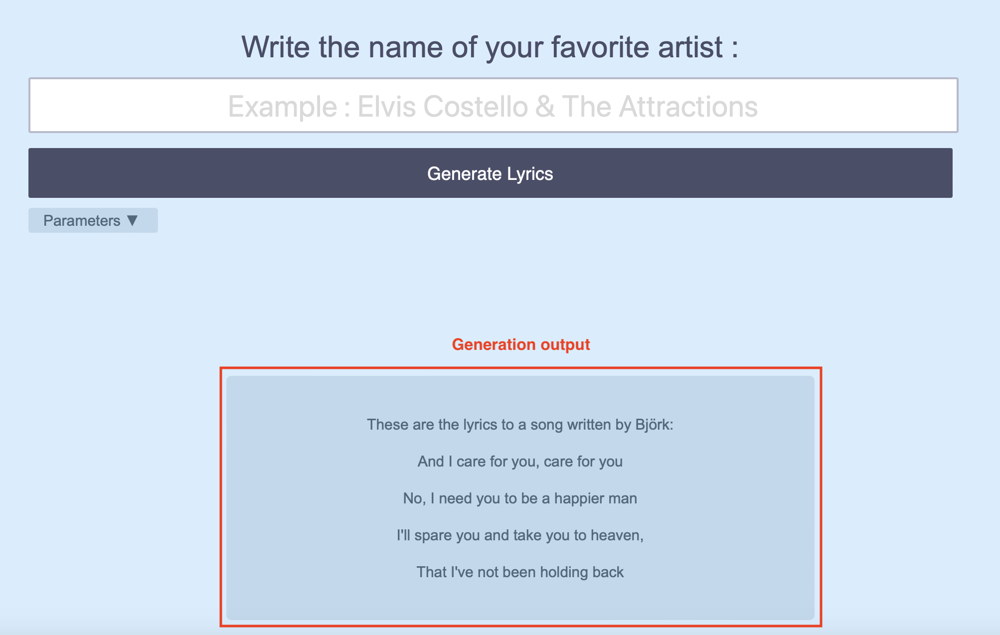 Write the name of your favorite artist :
Example : Elvis Costello & The Attractions
Generate Lyrics
Parameters ▼
Generation output
These are the lyrics to a song written by Björk:
And I care for you, care for you
No, I need you to be a happier man
I'll spare you and take you to heaven,
That I've not been holding back